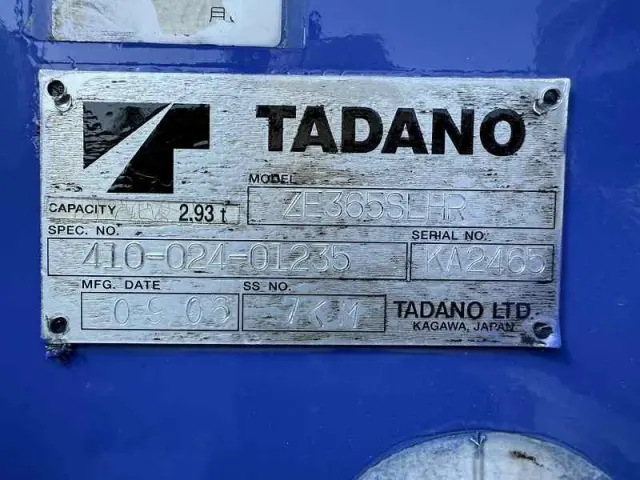 月
TADANO
MODEL
ZE365SLHR
CAPACITY 2.93 t
SPEC. NO.
410-024-01235
SERIAL NO.
KA2465
MFG. DATE
SS NO.
TADANO LTD.
KAGAWA, JAPAN